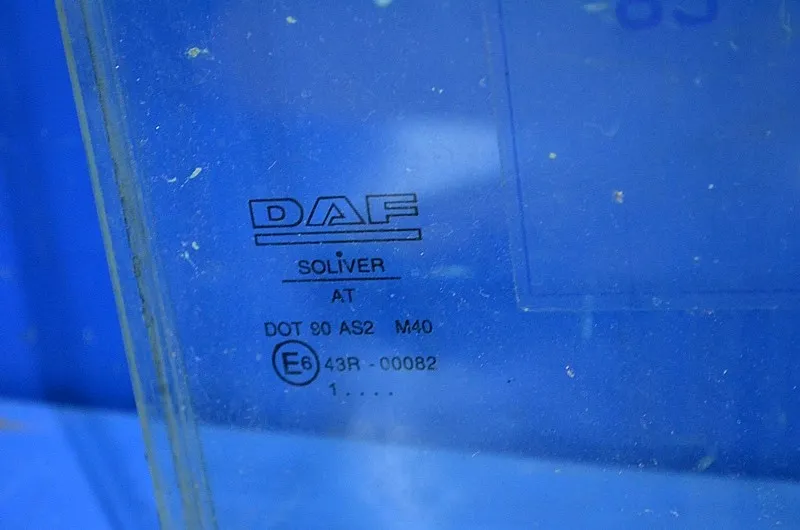 DAF
SOLiVER
AT
DOT 90 AS2 M40
E6 43R - 00082
1 . . . .